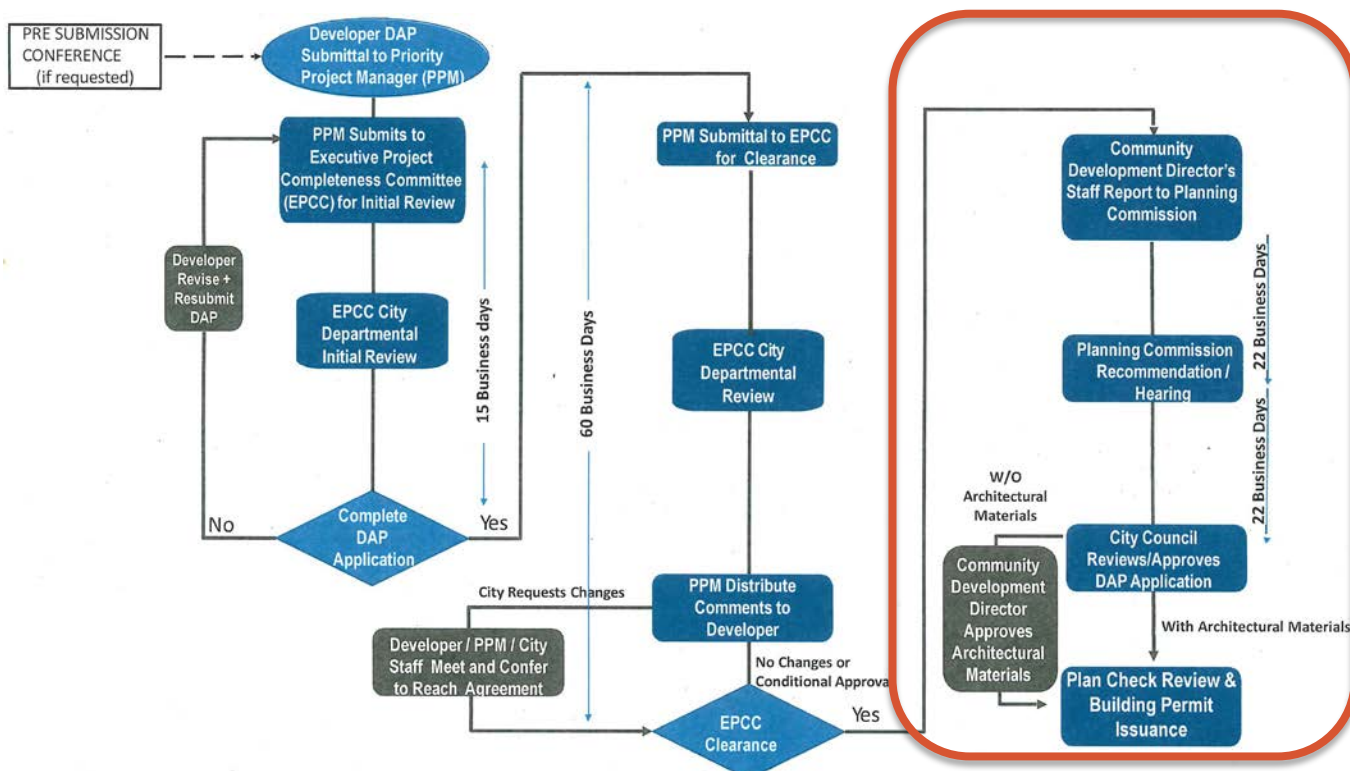 PRE SUBMISSION
CONFERENCE
(if requested)
Developer DAP
Submittal to Priority
Project Manager (PPM)
PPM Submits to
Executive Project
Completeness Committee
(EPCC) for Initial Review
Developer
Revise +
Resubmit
DAP
EPCC City
Departmental
Initial Review
15 Business days
No
Complete
DAP
Application
Yes
60 Business Days
PPM Submittal to EPCC
for Clearance
EPCC City
Departmental
Review
City Requests Changes
PPM Distribute
Comments to
Developer
Developer / PPM / City
Staff Meet and Confer
to Reach Agreement
No Changes or
Conditional Approval
EPCC
Clearance
Yes
Community
Development Director's
Staff Report to Planning
Commission
22 Business Days
Planning Commission
Recommendation /
Hearing
22 Business Days
W/O
Architectural
Materials
City Council
Reviews/Approves
DAP Application
Community
Development
Director
Approves
Architectural
Materials
With Architectural Materials
Plan Check Review &
Building Permit
Issuance